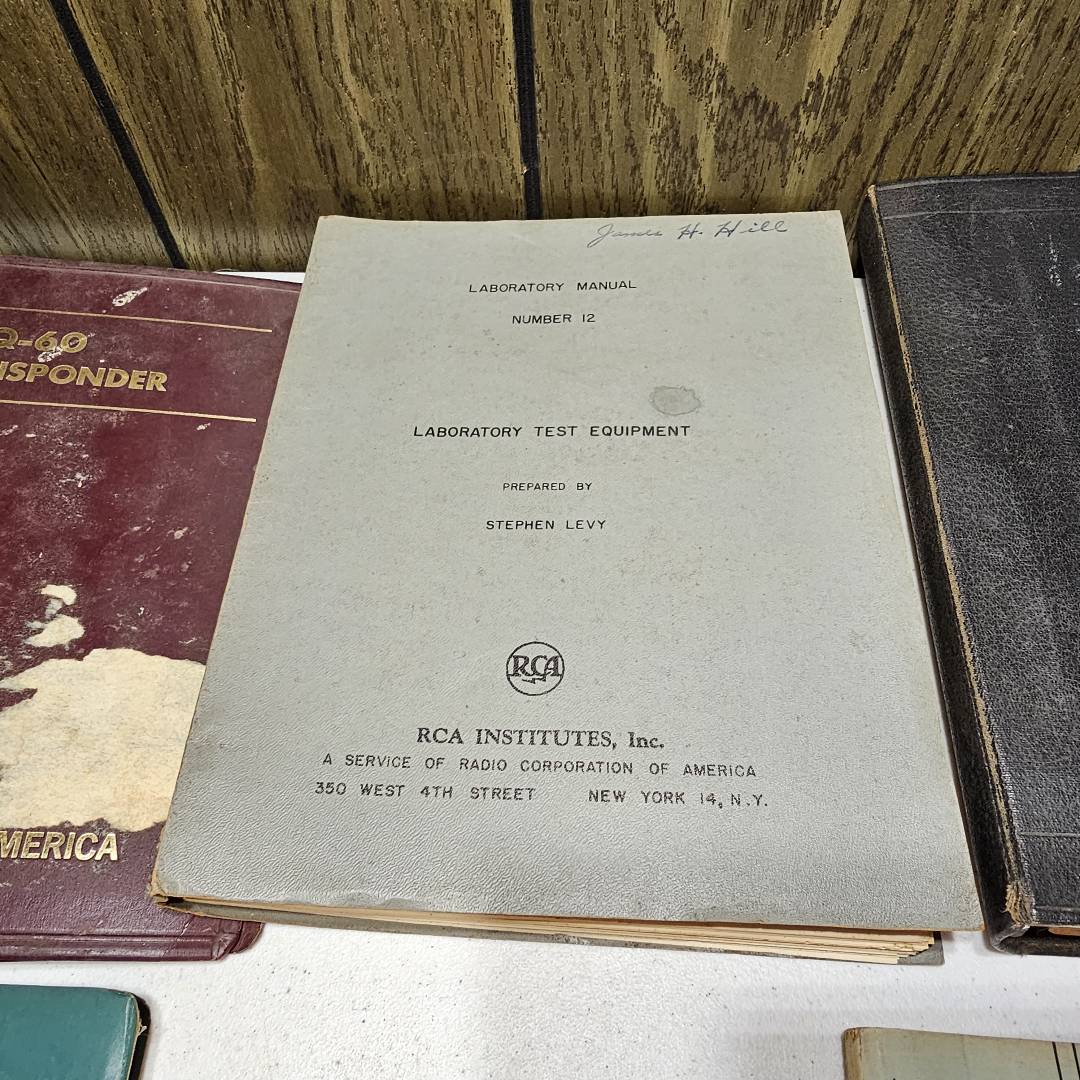 James H. Hill
LABORATORY MANUAL
NUMBER 12
LABORATORY TEST EQUIPMENT
PREPARED BY
STEPHEN LEVY
RCA
RCA INSTITUTES, Inc.
A SERVICE OF RADIO CORPORATION OF AMERICA
350 WEST 4TH STREET NEW YORK 14, N.Y.
Q-60
NSPONDER
MERICA